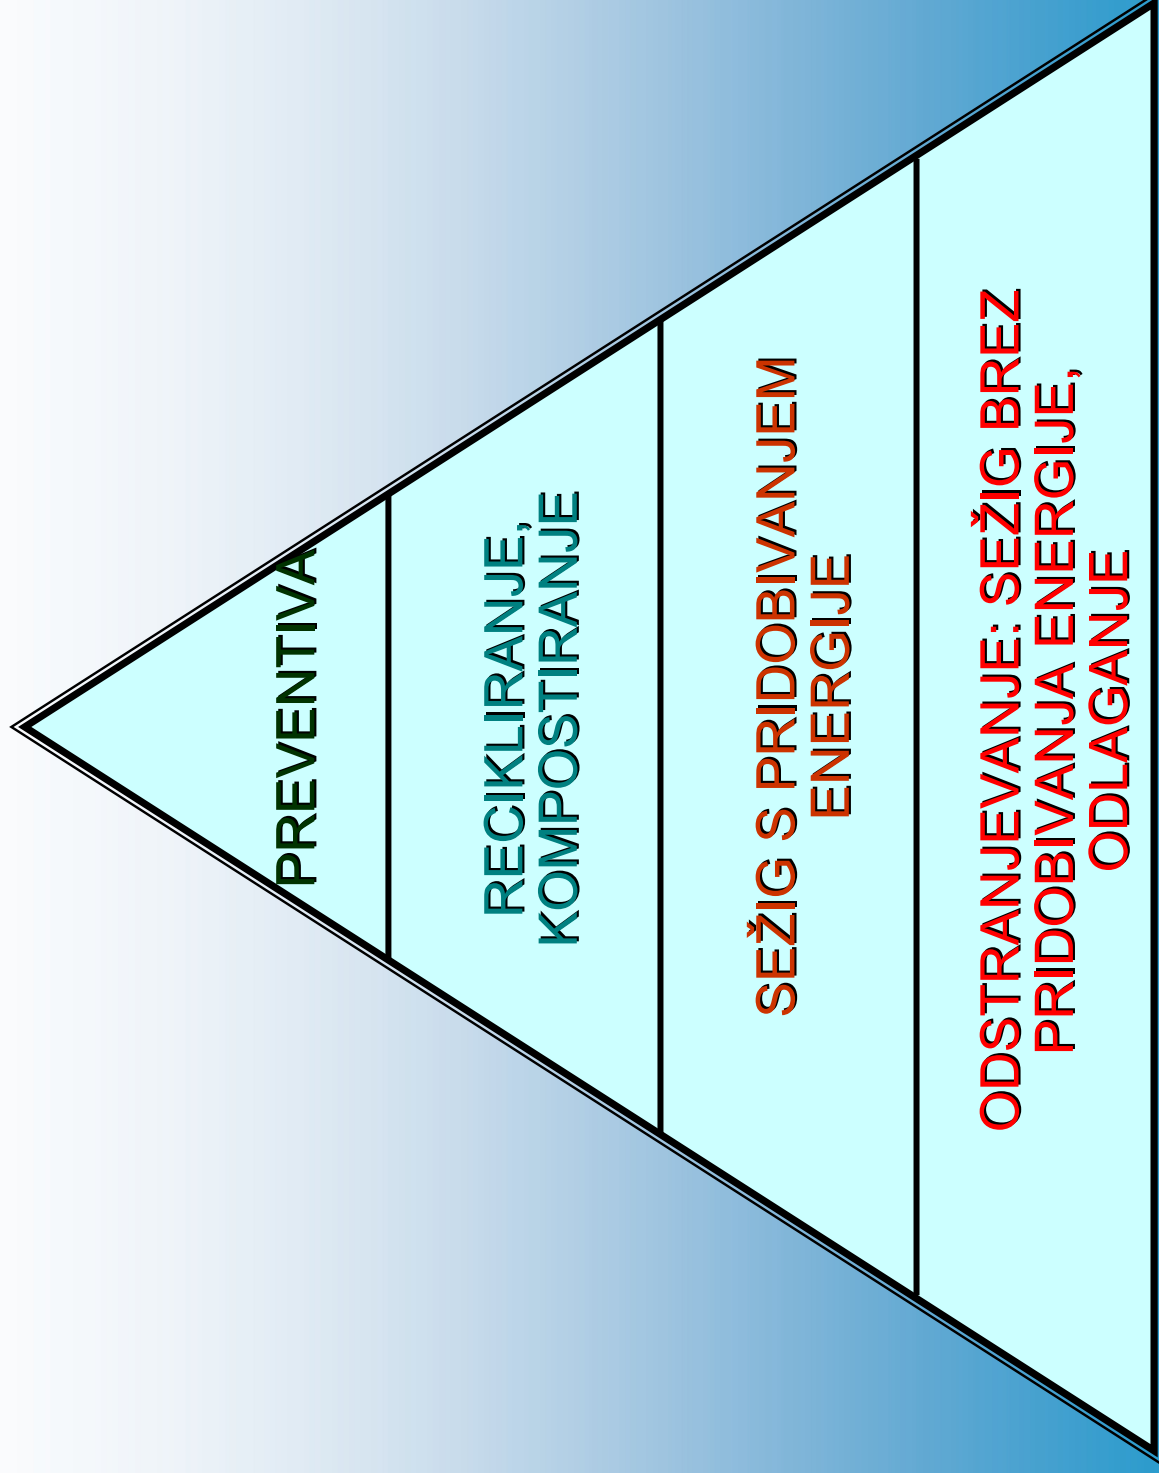 PREVENTIVA
RECIKLIRANJE,
KOMPOSTIRANJE
SEŽIG S PRIDOBIVANJEM
ENERGIJE
ODSTRANJEVANJE: SEŽIG BREZ
PRIDOBIVANJA ENERGIJE,
ODLAGANJE